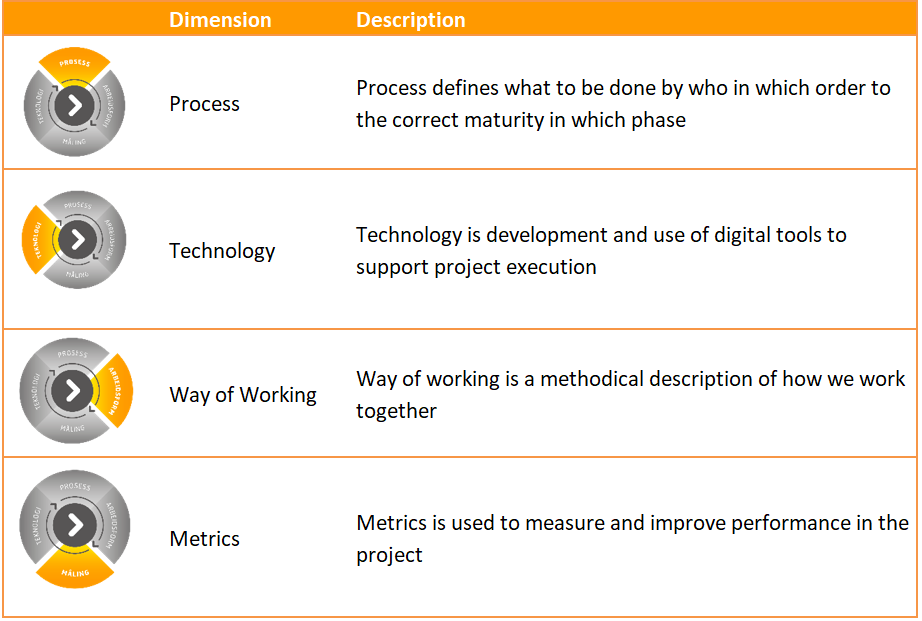 Dimension Description
PROSESS
TEKNOLOGI
ARBEIDSFORM
MÅLING
Process
Process defines what to be done by who in which order to
the correct maturity in which phase
PROSESS
TEKNOLOGI
ARBEIDSFORM
MÅLING
Technology
Technology is development and use of digital tools to
support project execution
PROSESS
TEKNOLOGI
ARBEIDSFORM
MÅLING
Way of Working
Way of working is a methodical description of how we work
together
PROSESS
TEKNOLOGI
ARBEIDSFORM
MÅLING
Metrics
Metrics is used to measure and improve performance in the
project